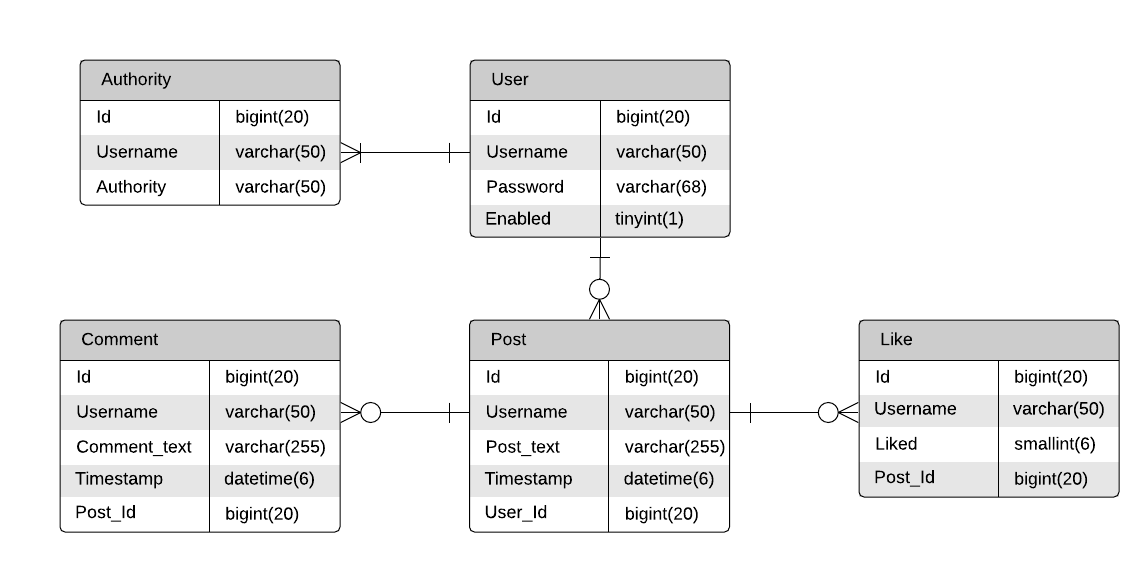 Authority
Id bigint(20)
Username varchar(50)
Authority varchar(50)
User
Id bigint(20)
Username varchar(50)
Password varchar(68)
Enabled tinyint(1)
Comment
Id bigint(20)
Username varchar(50)
Comment_text varchar(255)
Timestamp datetime(6)
Post_Id bigint(20)
Post
Id bigint(20)
Username varchar(50)
Post_text varchar(255)
Timestamp datetime(6)
User_Id bigint(20)
Like
Id bigint(20)
Username varchar(50)
Liked smallint(6)
Post_Id bigint(20)